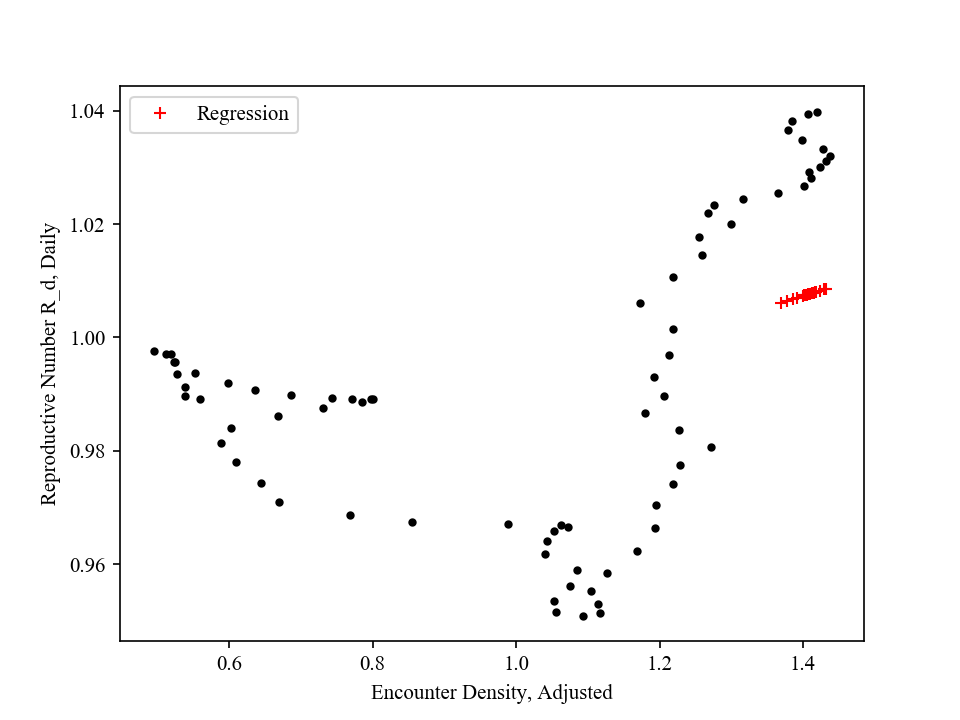 Regression
1.04
1.02
1.00
0.98
0.96
Reproductive Number R_d, Daily
0.6 0.8 1.0 1.2 1.4
Encounter Density, Adjusted